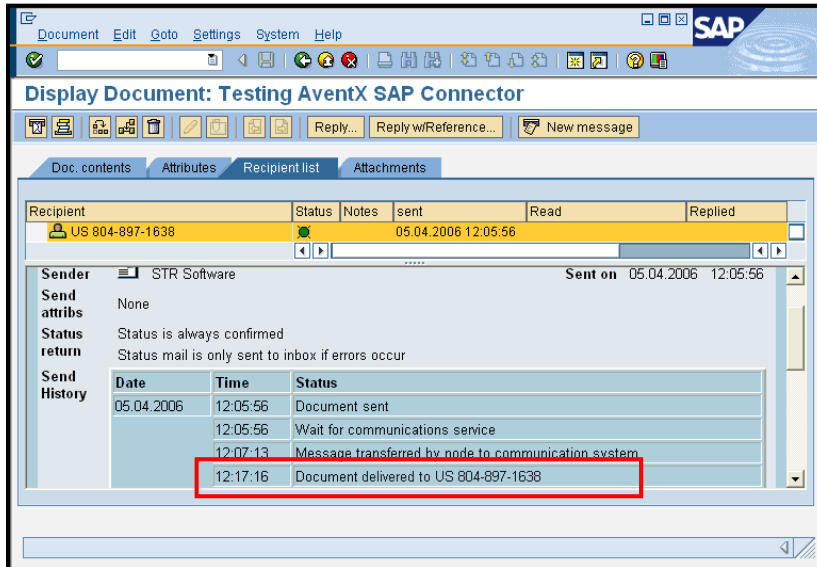 Document Edit Goto Settings System Help
SAP
Display Document: Testing AventX SAP Connector
Reply... Reply w/Reference... New message
Doc. contents Attributes Recipient list Attachments
Recipient Status Notes sent Read Replied
US 804-897-1638 05.04.2006 12:05:56
Sender STR Software Sent on 05.04.2006 12:05:56
Send attribs None
Status return Status is always confirmed
Status mail is only sent to inbox if errors occur
Send History Date Time Status
05.04.2006 12:05:56 Document sent
12:05:56 Wait for communications service
12:07:13 Message transferred by node to communication system
12:17:16 Document delivered to US 804-897-1638